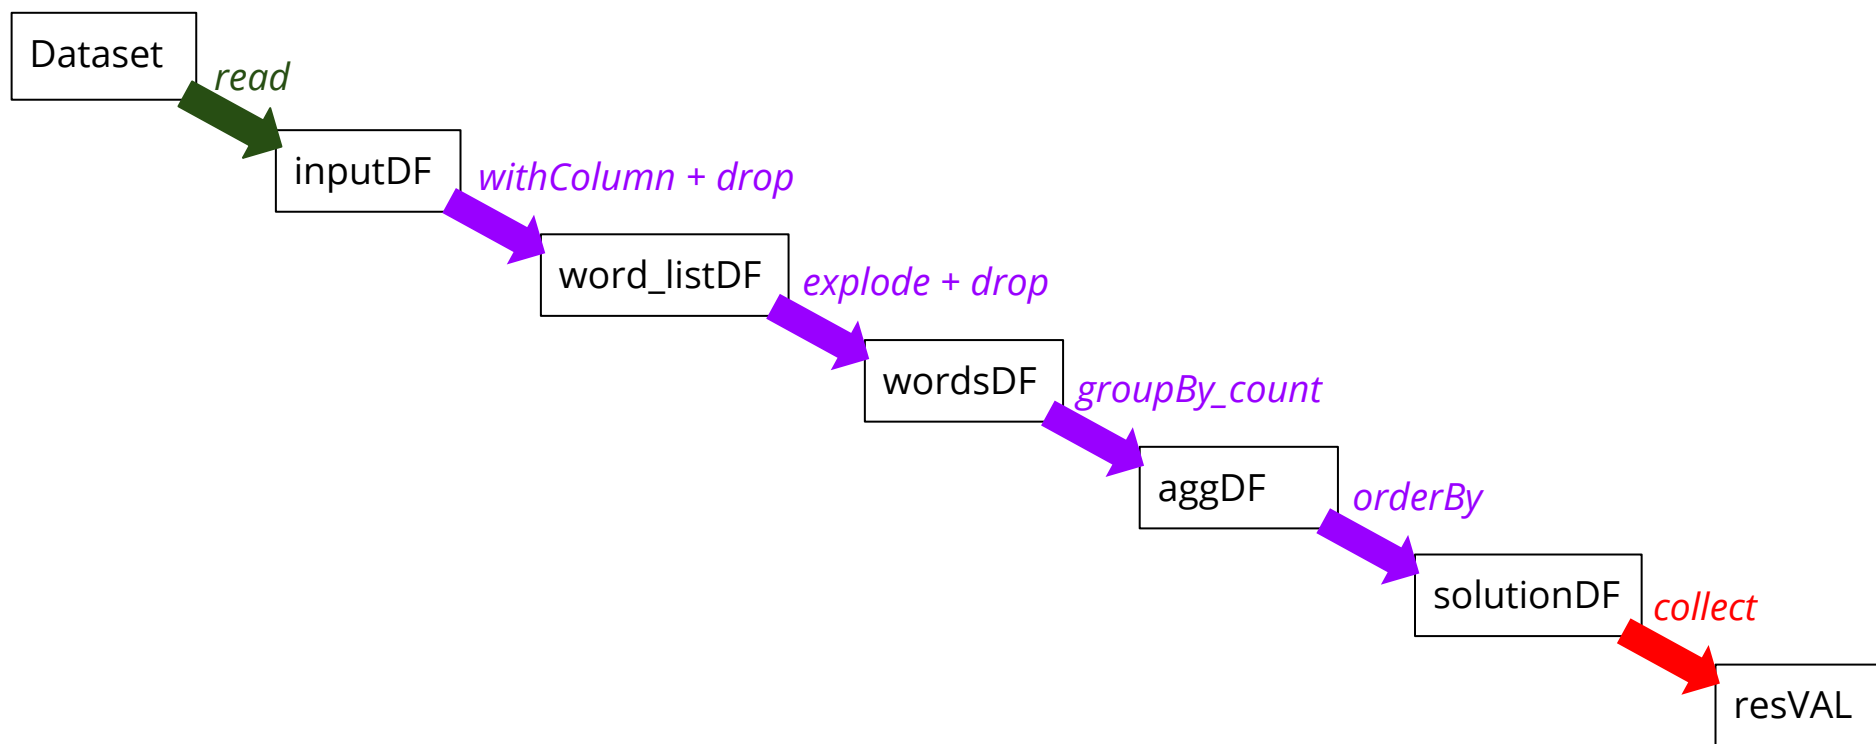 Dataset
read
inputDF
withColumn + drop
word_listDF
explode + drop
wordsDF
groupBy_count
aggDF
orderBy
solutionDF
collect
resVAL